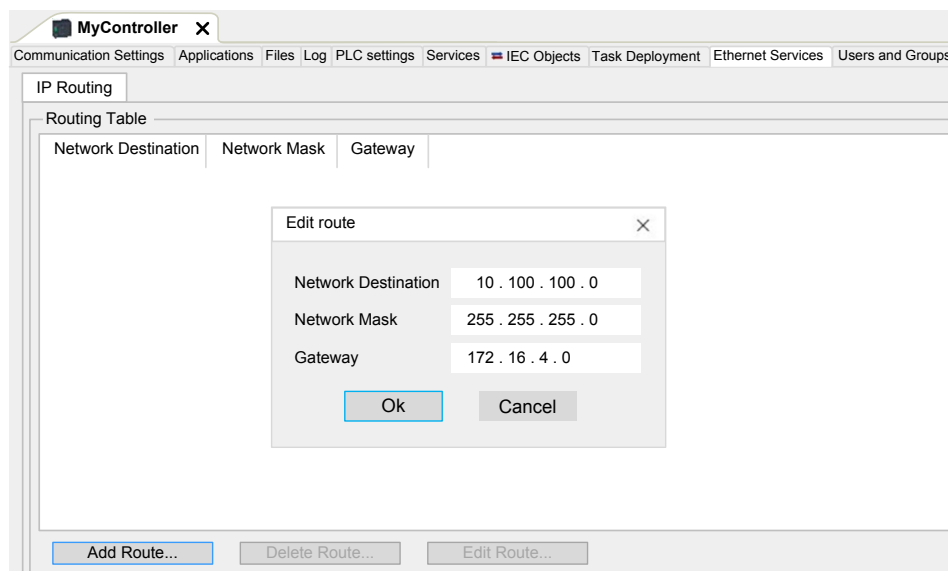 MyController X
Communication Settings Applications Files Log PLC settings Services IEC Objects Task Deployment Ethernet Services Users and Groups
IP Routing
Routing Table
Network Destination Network Mask Gateway
Edit route
Network Destination 10 . 100 . 100 . 0
Network Mask 255 . 255 . 255 . 0
Gateway 172 . 16 . 4 . 0
Ok Cancel
Add Route... Delete Route... Edit Route...